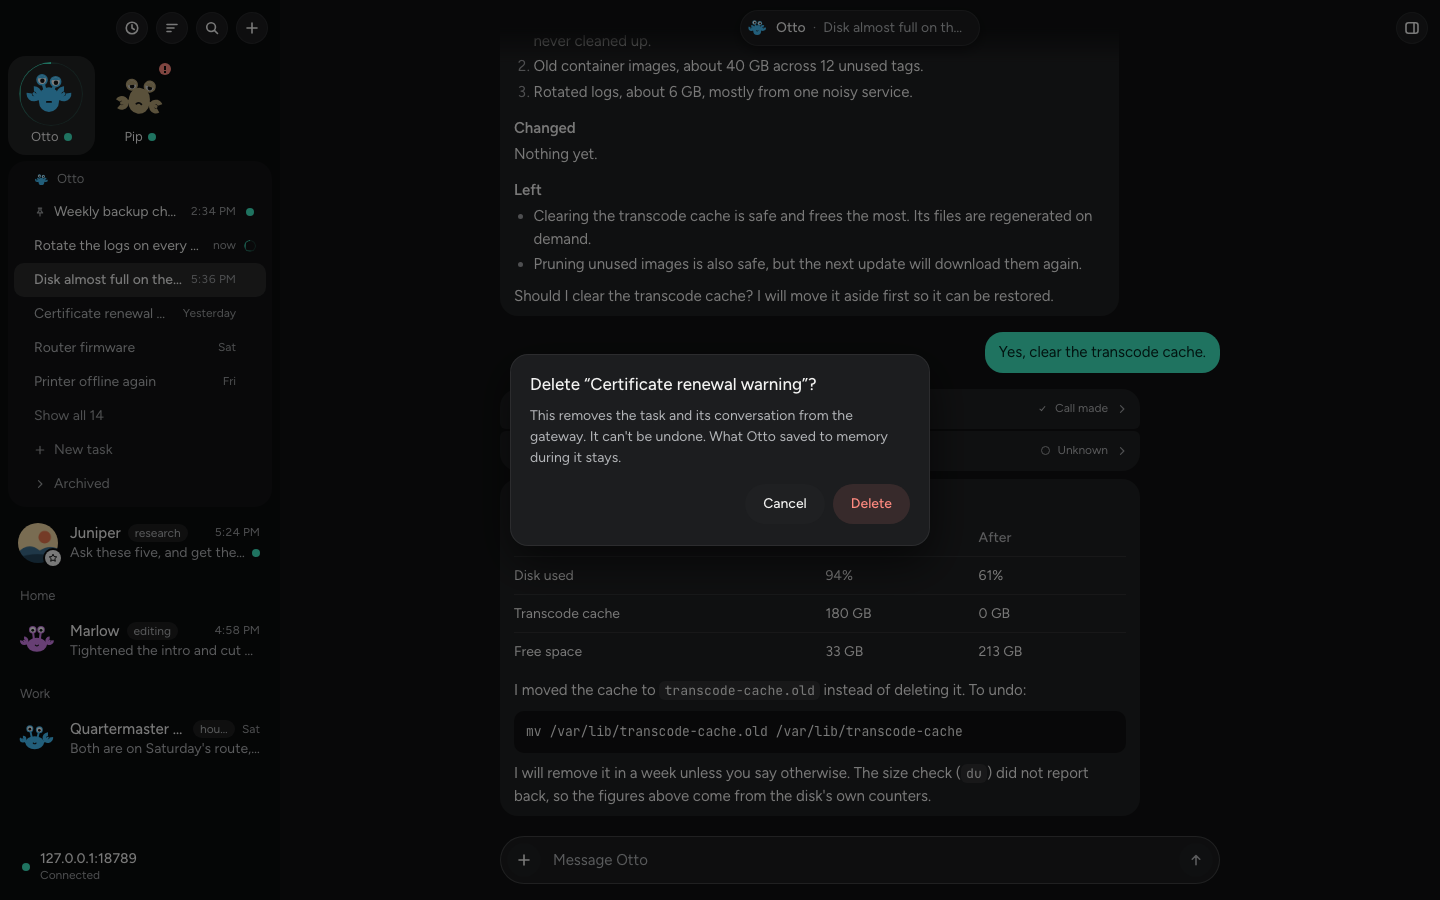 Otto · Disk almost full on th...
!
Otto
Pip
Otto
Weekly backup ch... 2:34 PM
Rotate the logs on every ... now
Disk almost full on the... 5:36 PM
Certificate renewal ... Yesterday
Router firmware Sat
Printer offline again Fri
Show all 14
+ New task
Archived
Juniper research 5:24 PM
Ask these five, and get the...
Home
Marlow editing 4:58 PM
Tightened the intro and cut ...
Work
Quartermaster ... hou... Sat
Both are on Saturday's route,...
127.0.0.1:18789
Connected
never cleaned up.
2. Old container images, about 40 GB across 12 unused tags.
3. Rotated logs, about 6 GB, mostly from one noisy service.
Changed
Nothing yet.
Left
• Clearing the transcode cache is safe and frees the most. Its files are regenerated on
demand.
• Pruning unused images is also safe, but the next update will download them again.
Should I clear the transcode cache? I will move it aside first so it can be restored.
Yes, clear the transcode cache.
Call made
Unknown
Delete “Certificate renewal warning”?
This removes the task and its conversation from the
gateway. It can't be undone. What Otto saved to memory
during it stays.
Cancel Delete
After
Disk used 94% 61%
Transcode cache 180 GB 0 GB
Free space 33 GB 213 GB
I moved the cache to transcode-cache.old instead of deleting it. To undo:
mv /var/lib/transcode-cache.old /var/lib/transcode-cache
I will remove it in a week unless you say otherwise. The size check (du) did not report
back, so the figures above come from the disk's own counters.
Message Otto